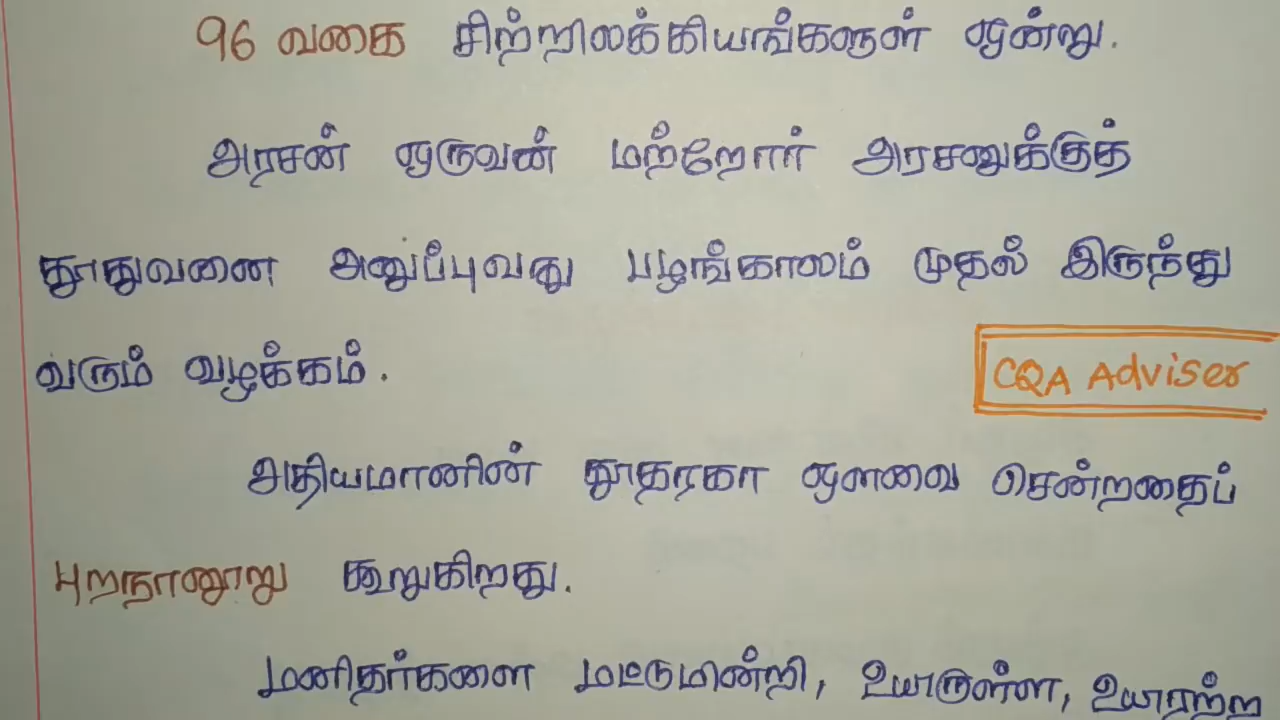 96 வகை சிற்றிலக்கியங்களுள் ஒன்று.
அரசன் ஒருவன் மற்றோர் அரசனுக்குத்
தூதுவனை அனுப்புவது பழங்காலம் முதல் இருந்து
வரும் வழக்கம்.
CQA Adviser
அதியமானின் தூதரகா ஔவை சென்றதைப்
புறநானூறு கூறுகிறது.
மனிதர்களை மட்டுமின்றி, உயருள்ள, உயரற்ற